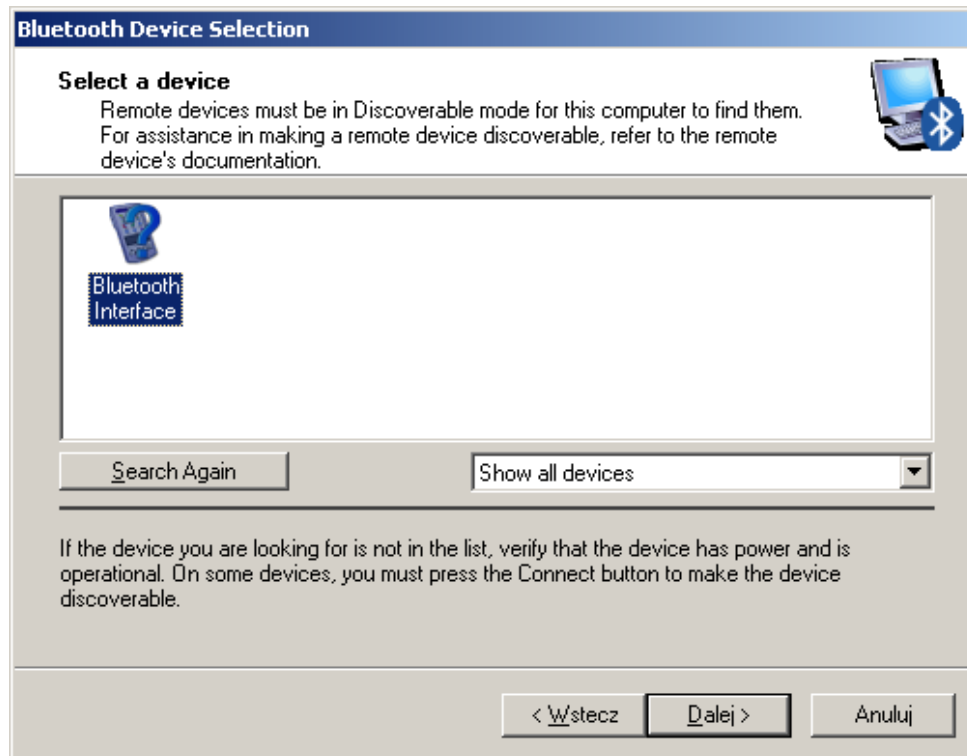 Bluetooth Device Selection
Select a device
Remote devices must be in Discoverable mode for this computer to find them.
For assistance in making a remote device discoverable, refer to the remote
device's documentation.
Bluetooth
Interface
Search Again
Show all devices
If the device you are looking for is not in the list, verify that the device has power and is
operational. On some devices, you must press the Connect button to make the device
discoverable.
< Wstecz
Dalej >
Anuluj